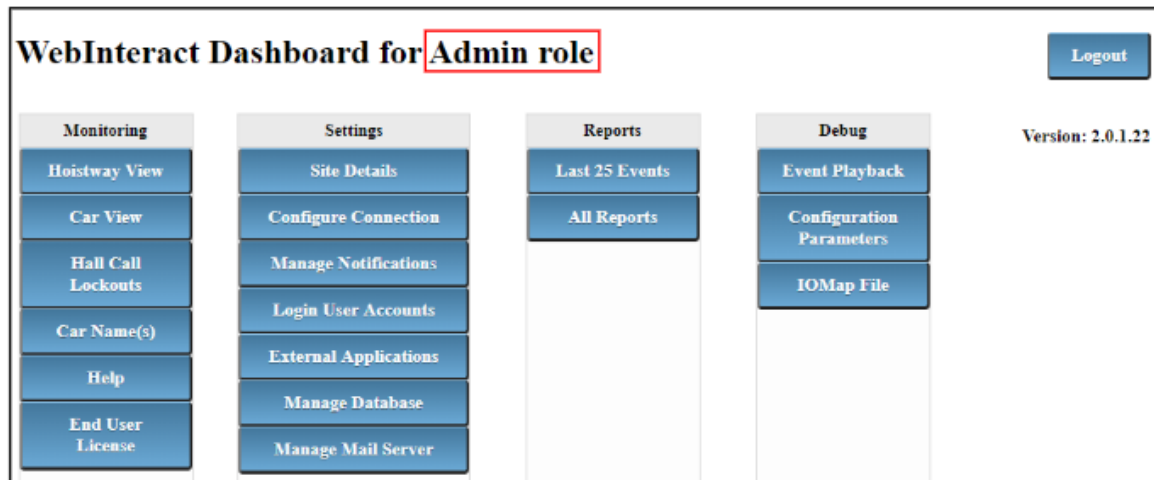 WebInteract Dashboard for Admin role
Logout
Version: 2.0.1.22
Monitoring
Hoistway View
Car View
Hall Call
Lockouts
Car Name(s)
Help
End User
License
Settings
Site Details
Configure Connection
Manage Notifications
Login User Accounts
External Applications
Manage Database
Manage Mail Server
Reports
Last 25 Events
All Reports
Debug
Event Playback
Configuration
Parameters
IOMap File